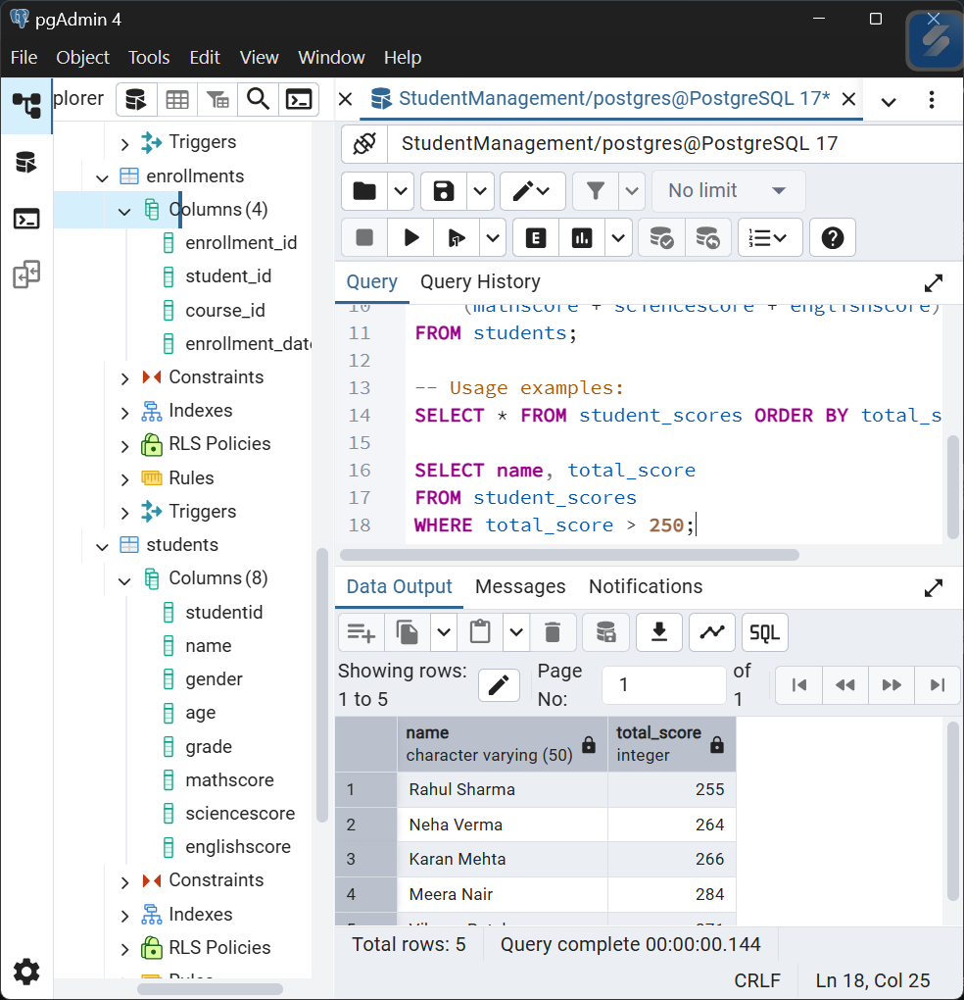 pgAdmin 4
File Object Tools Edit View Window Help
plorer
StudentManagement/postgres@PostgreSQL 17*
Triggers
enrollments
Columns (4)
enrollment_id
student_id
course_id
enrollment_date
Constraints
Indexes
RLS Policies
Rules
Triggers
students
Columns (8)
studentid
name
gender
age
grade
mathscore
sciencescore
englishscore
Constraints
Indexes
RLS Policies
Rules
StudentManagement/postgres@PostgreSQL 17
No limit
E
Query Query History
10 (mathscore + sciencescore + englishscore)
11 FROM students;
12
13 -- Usage examples:
14 SELECT * FROM student_scores ORDER BY total_s
15
16 SELECT name, total_score
17 FROM student_scores
18 WHERE total_score > 250;
Data Output Messages Notifications
SQL
Showing rows: 1 to 5
Page No: 1 of 1
name character varying (50) total_score integer
1 Rahul Sharma 255
2 Neha Verma 264
3 Karan Mehta 266
4 Meera Nair 284
Total rows: 5 Query complete 00:00:00.144
CRLF Ln 18, Col 25